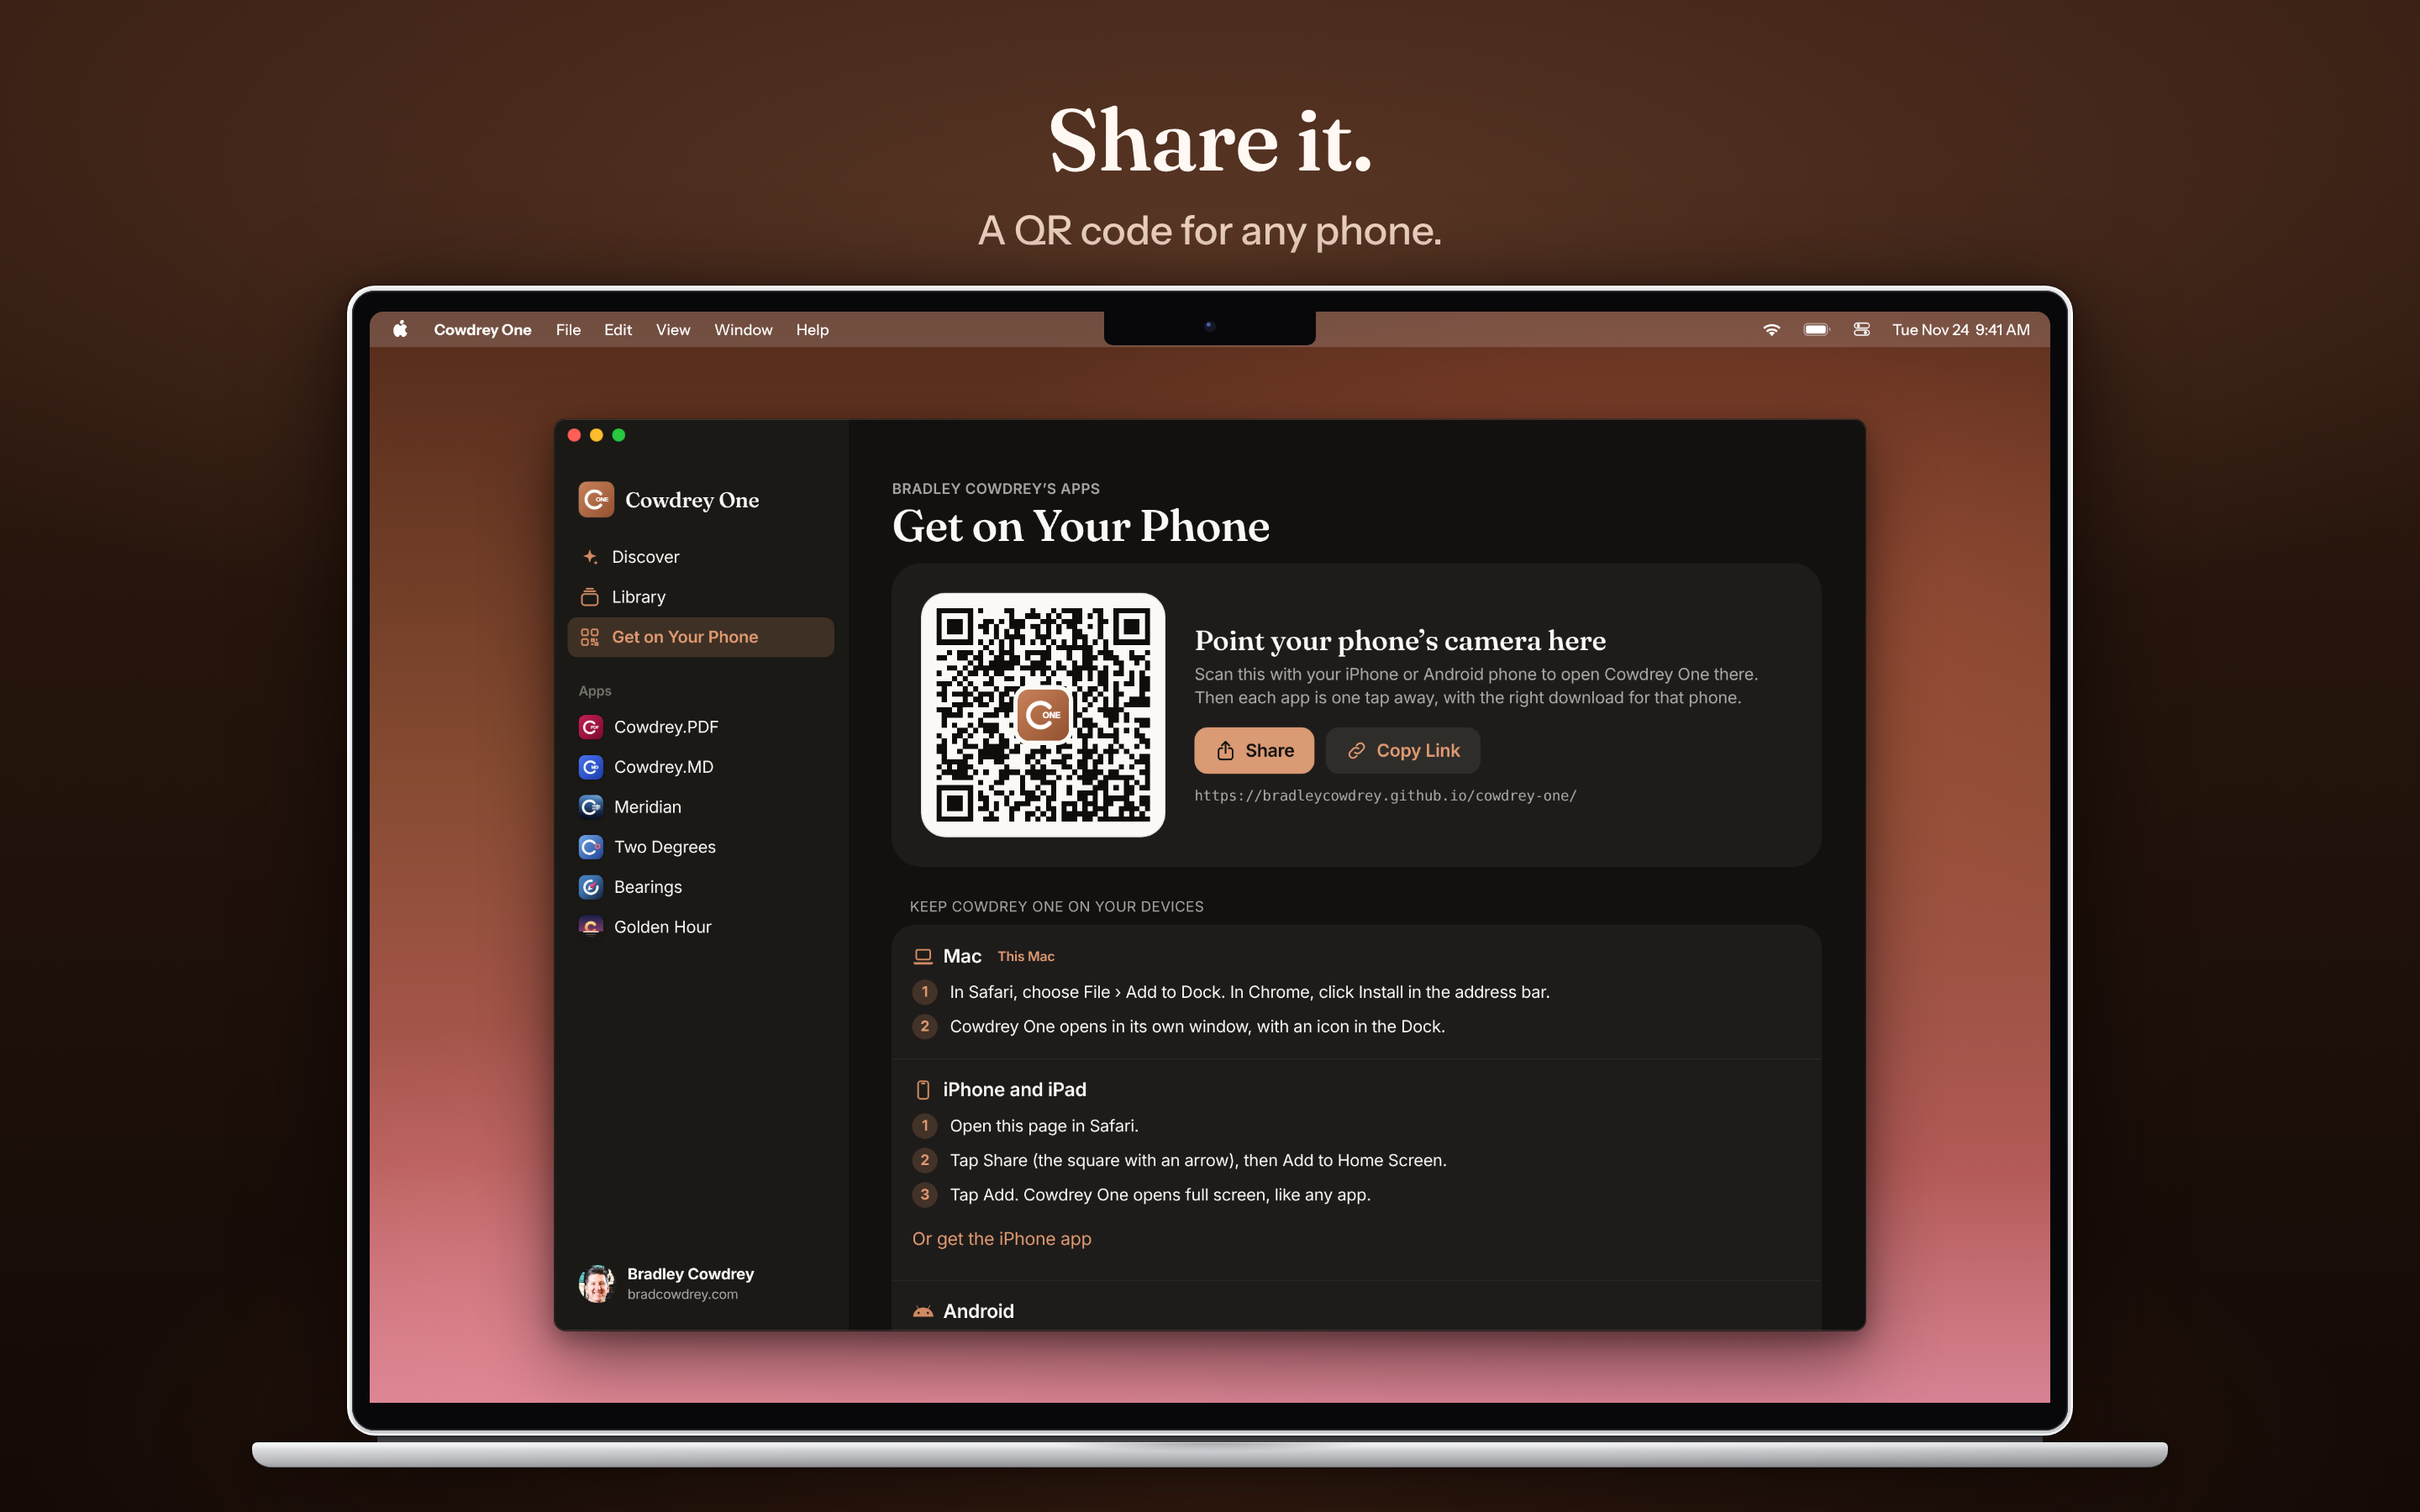 Share it.
A QR code for any phone.
Cowdrey One File Edit View Window Help
Tue Nov 24 9:41 AM
ONE
Cowdrey One
Discover
Library
Get on Your Phone
Apps
Cowdrey.PDF
Cowdrey.MD
Meridian
Two Degrees
Bearings
Golden Hour
Bradley Cowdrey
bradcowdrey.com
BRADLEY COWDREY’S APPS
Get on Your Phone
ONE
Point your phone’s camera here
Scan this with your iPhone or Android phone to open Cowdrey One there.
Then each app is one tap away, with the right download for that phone.
Share
Copy Link
https://bradleycowdrey.github.io/cowdrey-one/
KEEP COWDREY ONE ON YOUR DEVICES
Mac This Mac
1 In Safari, choose File › Add to Dock. In Chrome, click Install in the address bar.
2 Cowdrey One opens in its own window, with an icon in the Dock.
iPhone and iPad
1 Open this page in Safari.
2 Tap Share (the square with an arrow), then Add to Home Screen.
3 Tap Add. Cowdrey One opens full screen, like any app.
Or get the iPhone app
Android